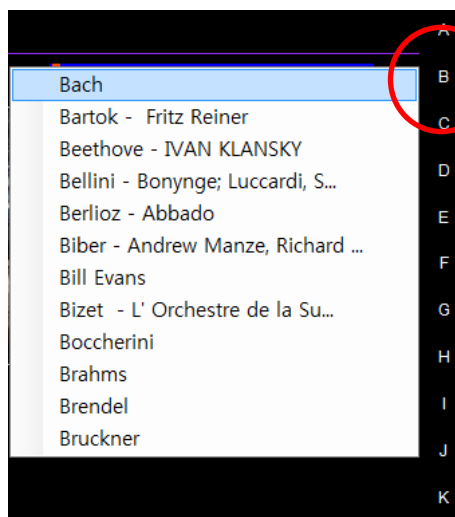 Bach
Bartok -  Fritz Reiner
Beethove - IVAN KLANSKY
Bellini - Bonynge; Luccardi, S...
Berlioz - Abbado
Biber - Andrew Manze, Richard ...
Bill Evans
Bizet  - L' Orchestre de la Su...
Boccherini
Brahms
Brendel
Bruckner
A
B
C
D
E
F
G
H
I
J
K